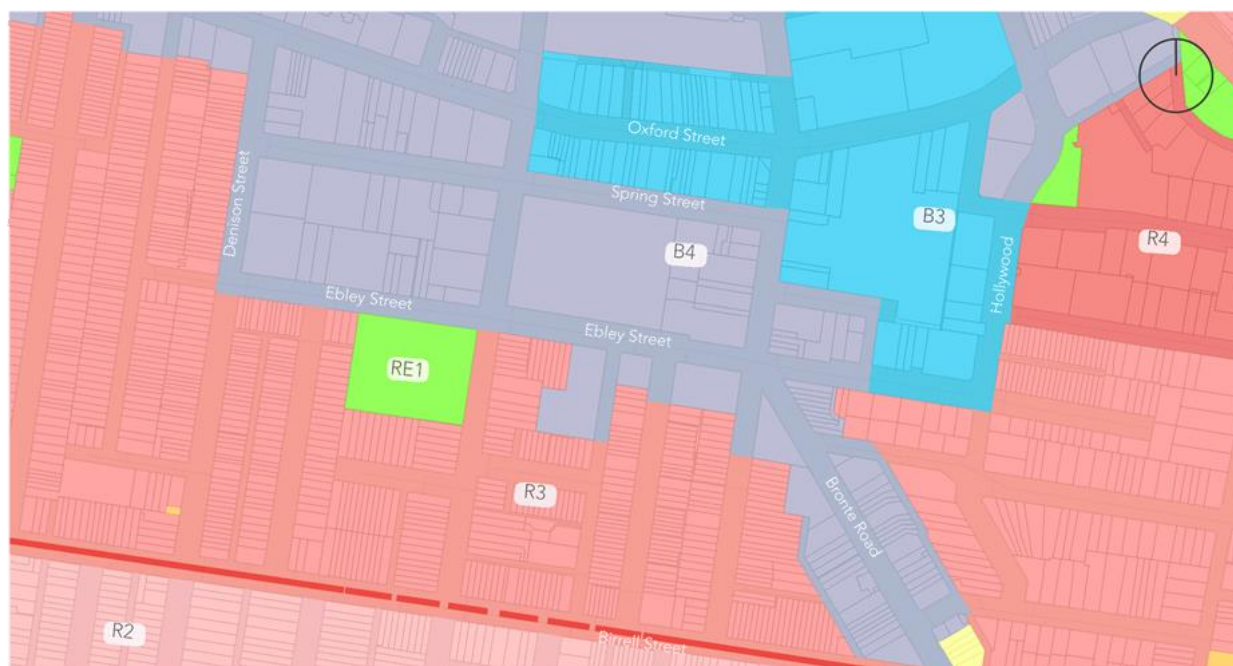 Oxford Street
Denison Street
Spring Street
B3
B4
R4
Hollywood
Ebley Street
Ebley Street
RE1
R3
Bronte Road
R2
Birrell Street